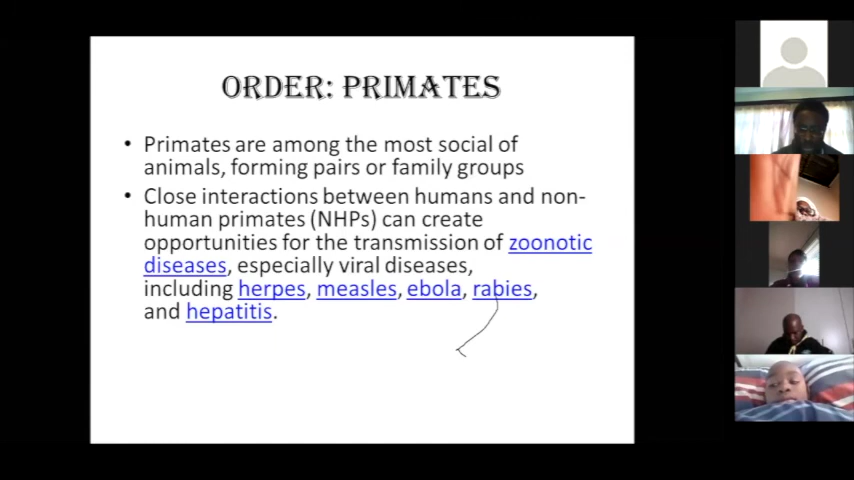 ORDER: PRIMATES
• Primates are among the most social of
animals, forming pairs or family groups
• Close interactions between humans and non-
human primates (NHPs) can create
opportunities for the transmission of zoonotic
diseases, especially viral diseases,
including herpes, measles, ebola, rabies,
and hepatitis.